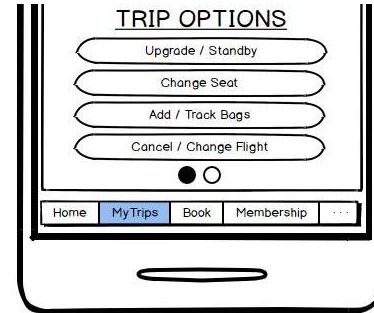 TRIP OPTIONS
Upgrade / Standby
Change Seat
Add / Track Bags
Cancel / Change Flight
Home MyTrips Book Membership ...